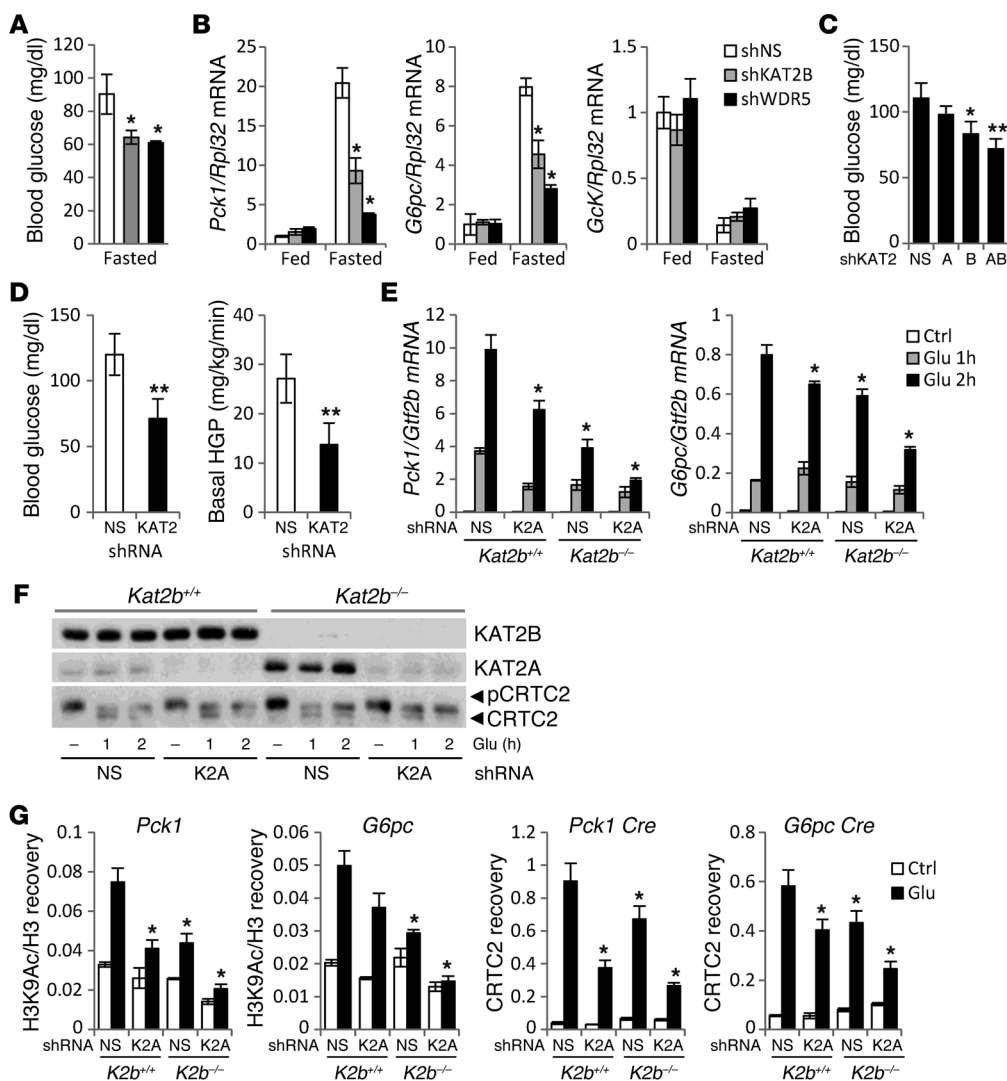 A
Blood glucose (mg/dl)
120
100
80
60
40
20
0
*
*
Fasted
B
Pck1/Rpl32 mRNA
25
20
15
10
5
0
*
*
Fed Fasted
G6pc/Rpl32 mRNA
10
8
6
4
2
0
*
*
Fed Fasted
GcK/Rpl32 mRNA
1.5
1
0.5
0
Fed Fasted
shNS
shKAT2B
shWDR5
C
Blood glucose (mg/dl)
150
100
50
0
*
**
shKAT2 NS A B AB
D
Blood glucose (mg/dl)
150
100
50
0
**
NS KAT2
shRNA
Basal HGP (mg/kg/min)
40
30
20
10
0
**
NS KAT2
shRNA
E
Pck1/Gtf2b mRNA
12
10
8
6
4
2
0
*
*
*
shRNA NS K2A NS K2A
Kat2b+/+ Kat2b−/−
G6pc/Gtf2b mRNA
1
0.8
0.6
0.4
0.2
0
*
*
*
shRNA NS K2A NS K2A
Kat2b+/+ Kat2b−/−
Ctrl
Glu 1h
Glu 2h
F
Kat2b+/+ Kat2b−/−
KAT2B
KAT2A
◄pCRTC2
◄CRTC2
– 1 2 – 1 2 – 1 2 – 1 2 Glu (h)
NS K2A NS K2A shRNA
G
Pck1
H3K9Ac/H3 recovery
0.1
0.08
0.06
0.04
0.02
0
*
*
*
shRNA NS K2A NS K2A
K2b+/+ K2b−/−
G6pc
H3K9Ac/H3 recovery
0.06
0.05
0.04
0.03
0.02
0.01
0
*
*
shRNA NS K2A NS K2A
K2b+/+ K2b−/−
Pck1 Cre
CRTC2 recovery
1.2
1
0.8
0.6
0.4
0.2
0
*
*
*
shRNA NS K2A NS K2A
K2b+/+ K2b−/−
G6pc Cre
CRTC2 recovery
0.8
0.6
0.4
0.2
0
*
*
*
shRNA NS K2A NS K2A
K2b+/+ K2b−/−
Ctrl
Glu